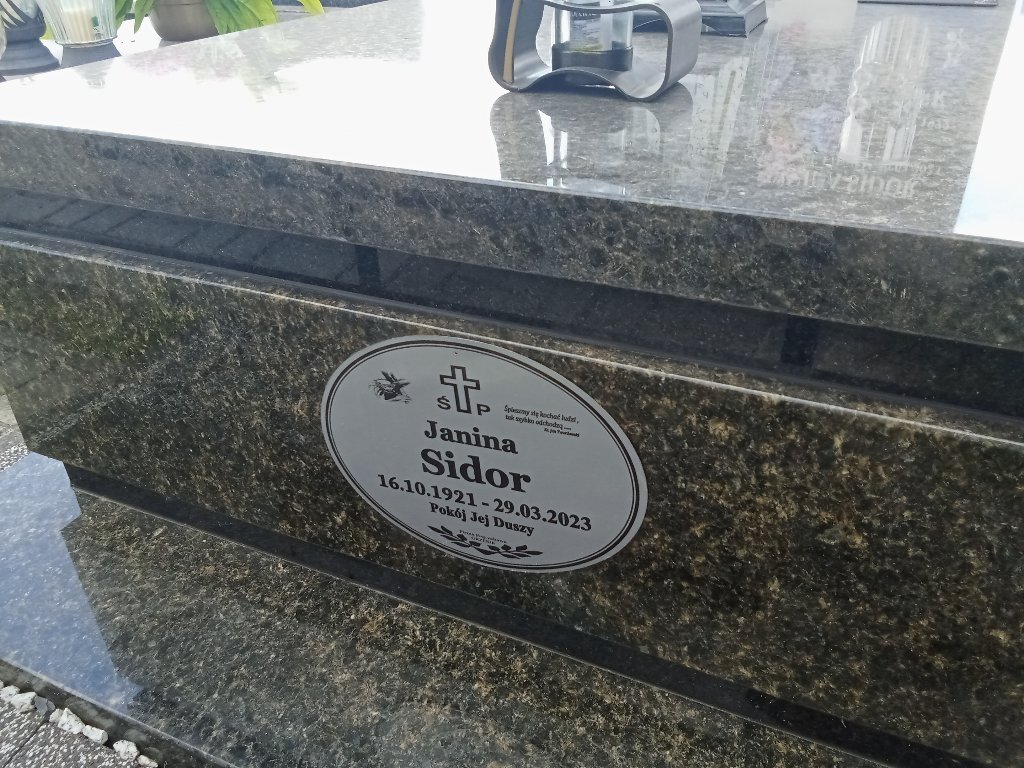 Ś P
Śpieszmy się kochać ludzi,
tak szybko odchodzą ....
Ks. Jan Twardowski
Janina
Sidor
16.10.1921 - 29.03.2023
Pokój Jej Duszy